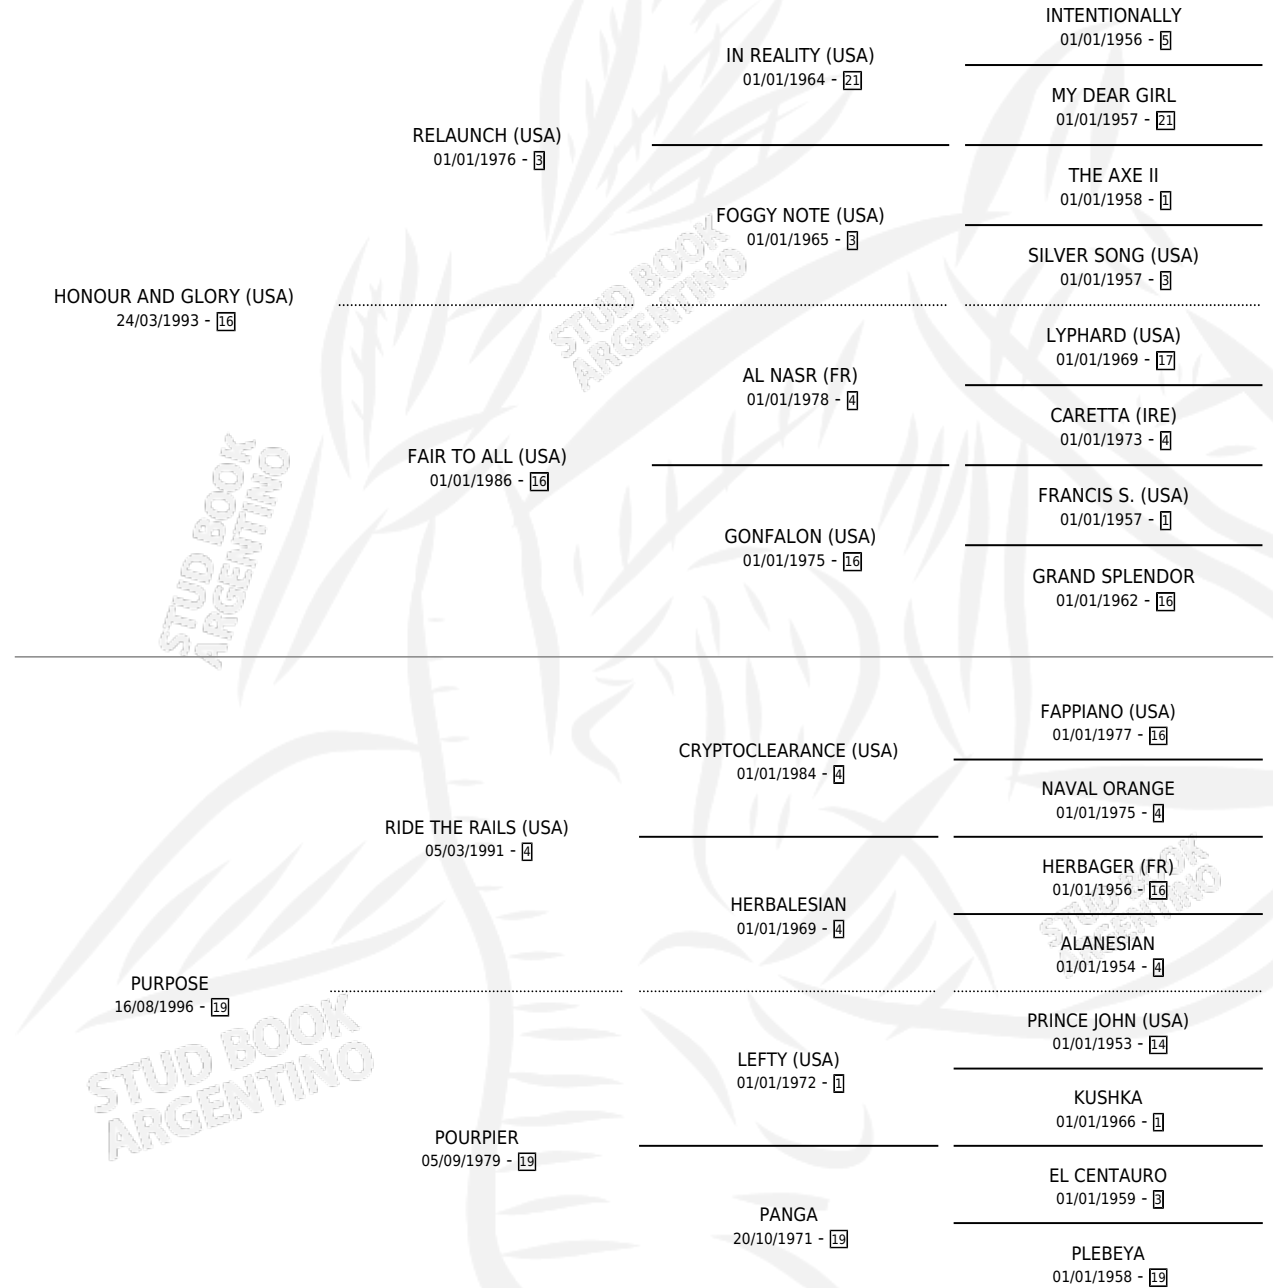 INTENTIONALLY
01/01/1956 - 5
IN REALITY (USA)
01/01/1964 - 21
MY DEAR GIRL
01/01/1957 - 21
RELAUNCH (USA)
01/01/1976 - 3
THE AXE II
01/01/1958 - 1
FOGGY NOTE (USA)
01/01/1965 - 3
SILVER SONG (USA)
01/01/1957 - 3
HONOUR AND GLORY (USA)
24/03/1993 - 16
LYPHARD (USA)
01/01/1969 - 17
AL NASR (FR)
01/01/1978 - 4
CARETTA (IRE)
01/01/1973 - 4
FAIR TO ALL (USA)
01/01/1986 - 16
FRANCIS S. (USA)
01/01/1957 - 1
GONFALON (USA)
01/01/1975 - 16
GRAND SPLENDOR
01/01/1962 - 16
STUD BOOK
ARGENTINO
STUD BOOK
ARGENTINO
FAPPIANO (USA)
01/01/1977 - 16
CRYPTOCLEARANCE (USA)
01/01/1984 - 4
NAVAL ORANGE
01/01/1975 - 4
RIDE THE RAILS (USA)
05/03/1991 - 4
HERBAGER (FR)
01/01/1956 - 16
HERBALESIAN
01/01/1969 - 4
ALANESIAN
01/01/1954 - 4
PURPOSE
16/08/1996 - 19
PRINCE JOHN (USA)
01/01/1953 - 14
LEFTY (USA)
01/01/1972 - 1
KUSHKA
01/01/1966 - 1
POURPIER
05/09/1979 - 19
EL CENTAURO
01/01/1959 - 3
PANGA
20/10/1971 - 19
PLEBEYA
01/01/1958 - 19
STUD BOOK
ARGENTINO
STUD BOOK
ARGENTINO